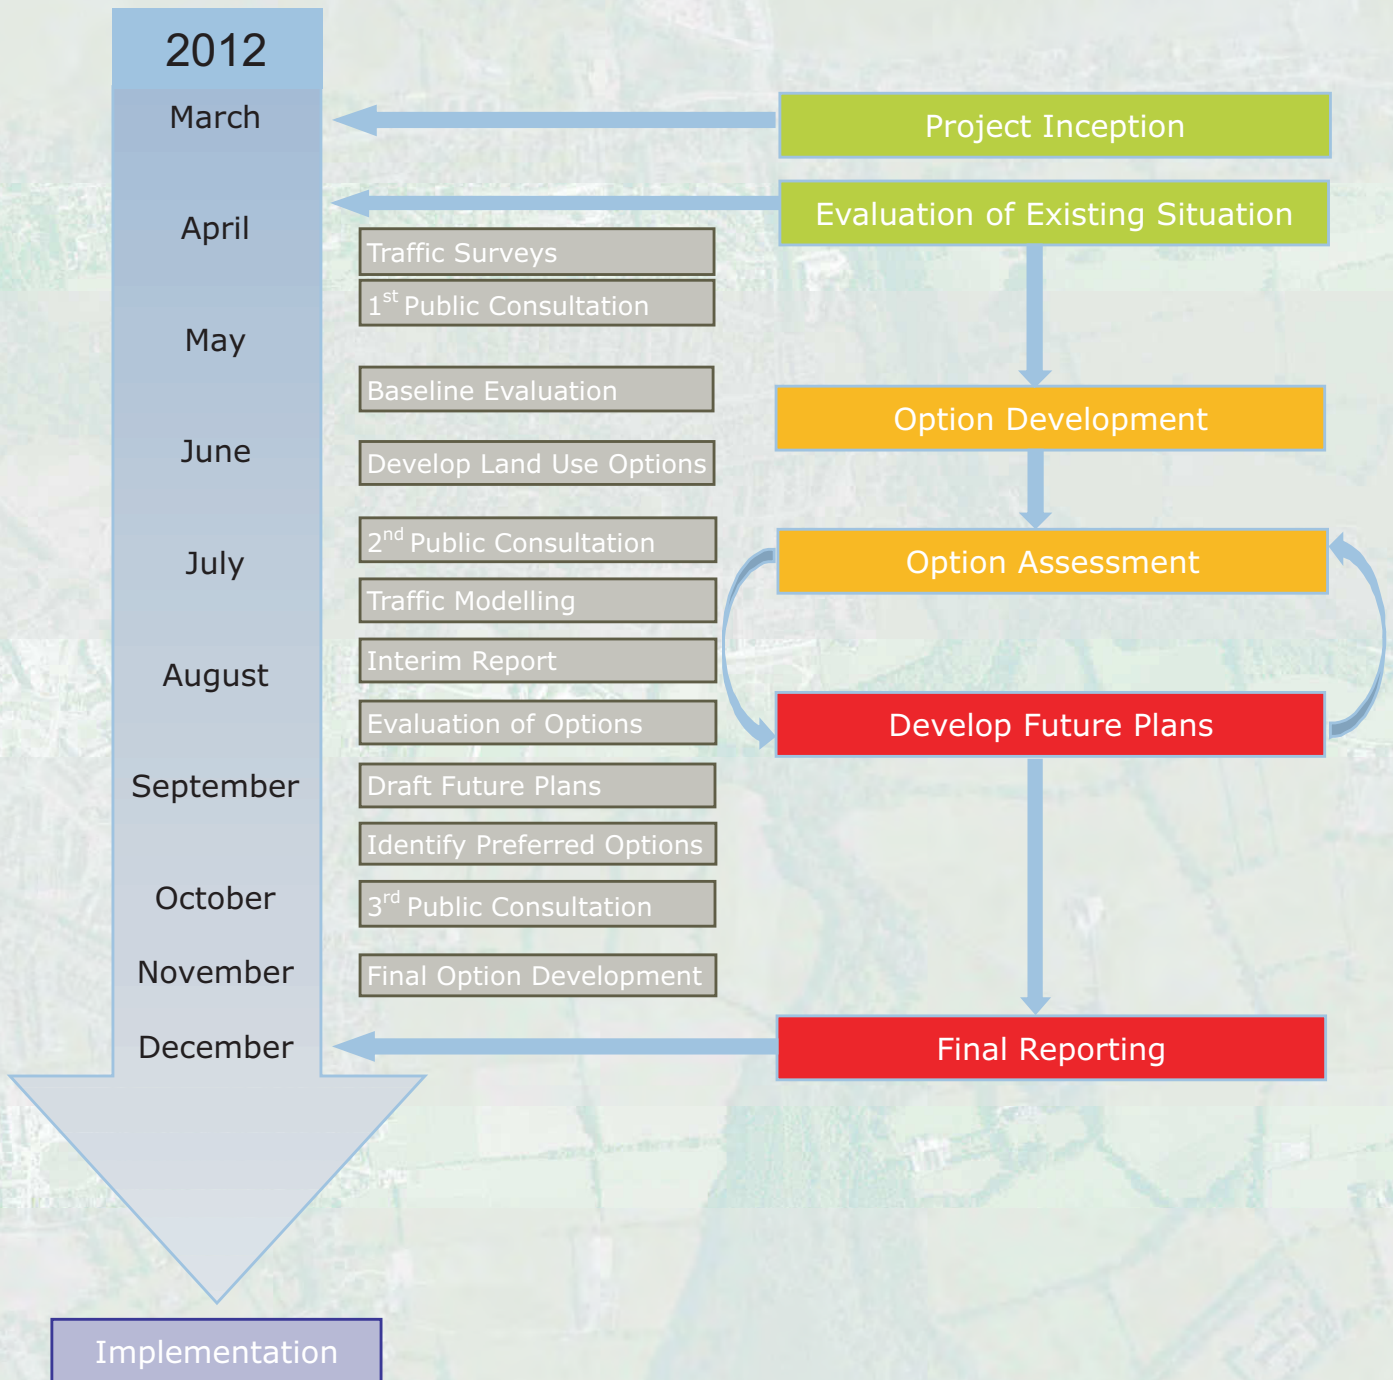 2012
March
Project Inception
Evaluation of Existing Situation
April
Traffic Surveys
1st Public Consultation
May
Baseline Evaluation
Option Development
June
Develop Land Use Options
2nd Public Consultation
July
Option Assessment
Traffic Modelling
Interim Report
August
Evaluation of Options
Develop Future Plans
September
Draft Future Plans
Identify Preferred Options
October
3rd Public Consultation
November
Final Option Development
December
Final Reporting
Implementation